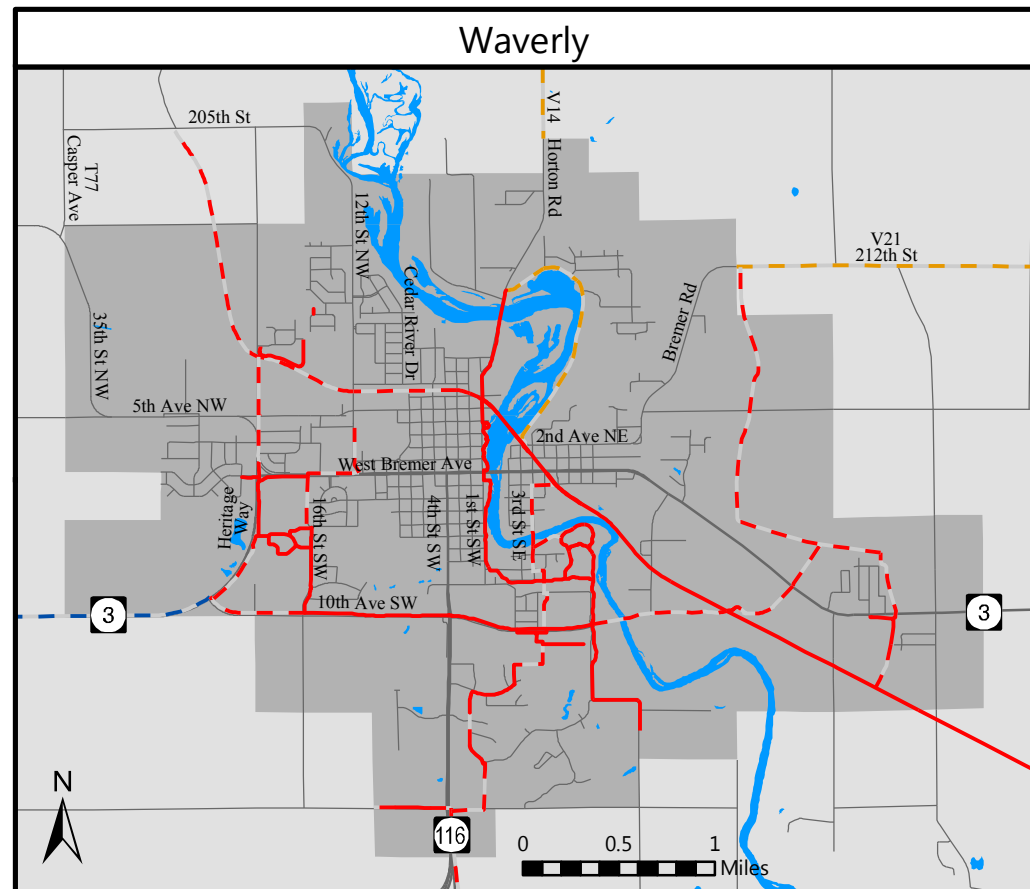 Waverly
205th St
V14
Horton Rd
T77
Casper Ave
12th St NW
Cedar River Dr
V21
212th St
Bremer Rd
35th St NW
5th Ave NW
2nd Ave NE
West Bremer Ave
Heritage
Way
16th St SW
4th St SW
1st St SW
3rd St SE
10th Ave SW
3
3
N
116
0 0.5 1
Miles